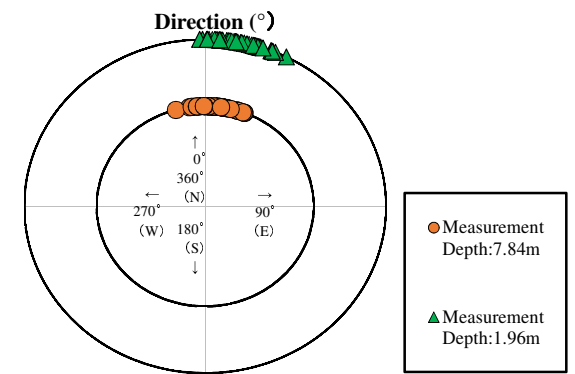 Direction (°)
↑
0°
360°
(N)
← →
270° 90°
(W) 180° (E)
(S)
↓
Measurement
Depth:7.84m
Measurement
Depth:1.96m